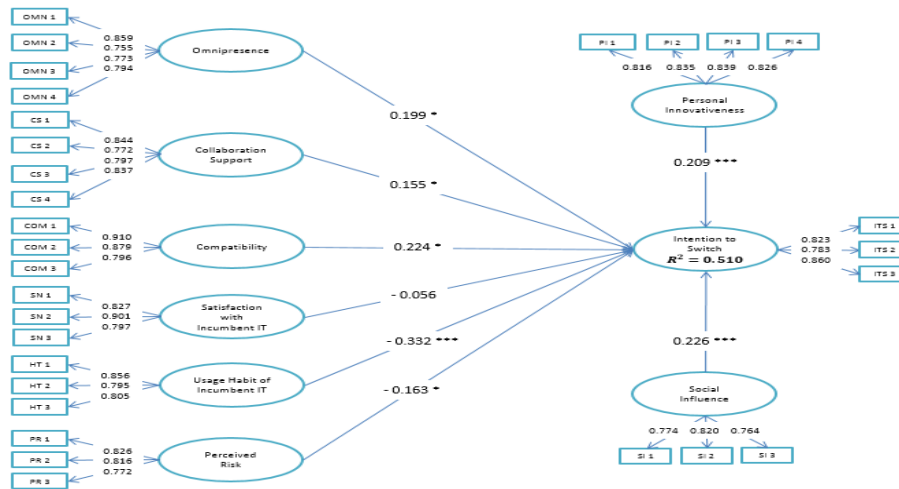 OMN 1
OMN 2
OMN 3
OMN 4
0.859
0.755
0.773
0.794
Omnipresence
CS 1
CS 2
CS 3
CS 4
0.844
0.772
0.797
0.837
Collaboration
Support
COM 1
COM 2
COM 3
0.910
0.879
0.796
Compatibility
SN 1
SN 2
SN 3
0.827
0.901
0.797
Satisfaction
with
Incumbent IT
HT 1
HT 2
HT 3
0.856
0.795
0.805
Usage Habit of
Incumbent IT
PR 1
PR 2
PR 3
0.826
0.816
0.772
Perceived
Risk
0.199 *
0.155 *
0.224 *
- 0.056
- 0.332 ***
- 0.163 *
PI 1
PI 2
PI 3
PI 4
0.816
0.835
0.839
0.826
Personal
Innovativeness
0.209 ***
Intention to
Switch
R² = 0.510
0.823
0.783
0.860
ITS 1
ITS 2
ITS 3
0.226 ***
Social
Influence
0.774
0.820
0.764
SI 1
SI 2
SI 3